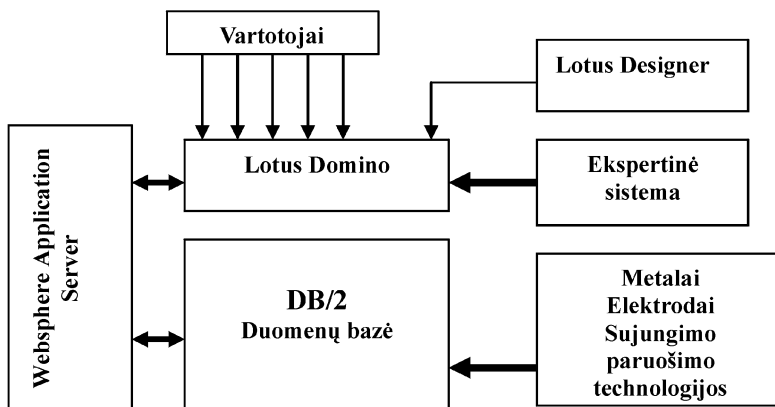 Vartotojai
Lotus Designer
Lotus Domino
Ekspertinė
sistema
Websphere Application
Server
DB/2
Duomenų bazė
Metalai
Elektrodai
Sujungimo
paruošimo
technologijos